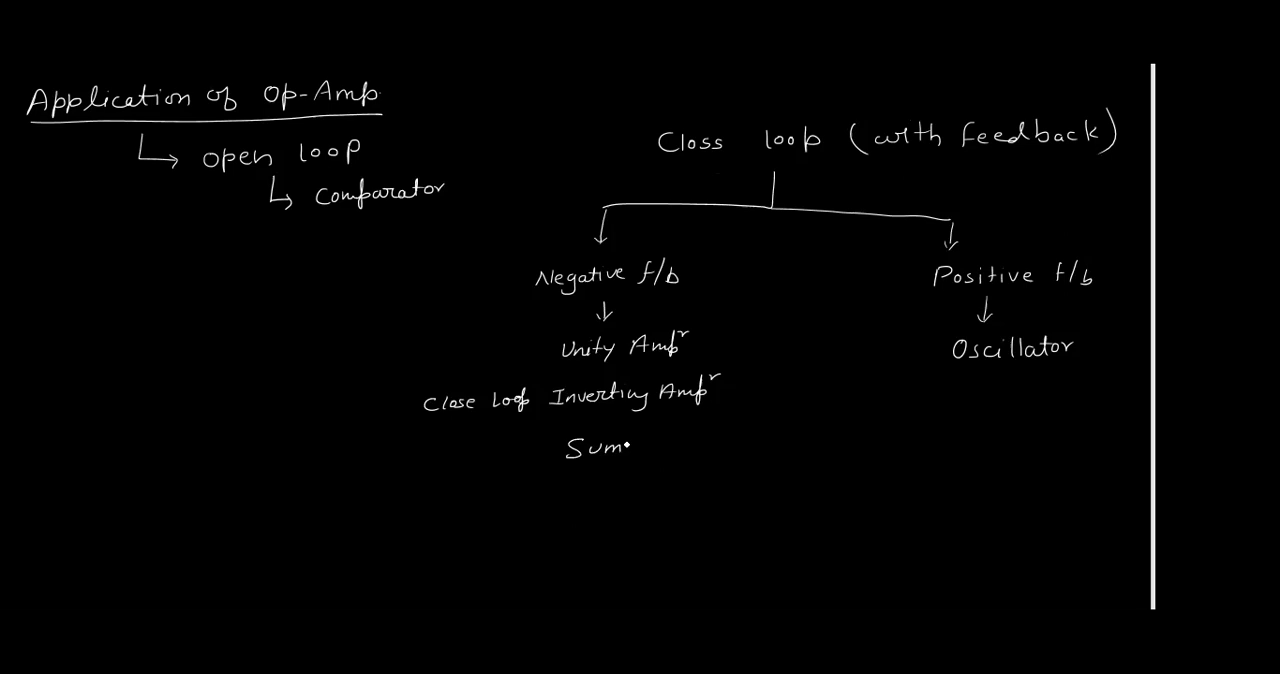 Application of Op-Amp
open loop
Comparator
Closs loop (with feedback)
Negative f/b
Positive f/b
Unity Ampr
Oscillator
Close Loop Inverting Ampr
Sum